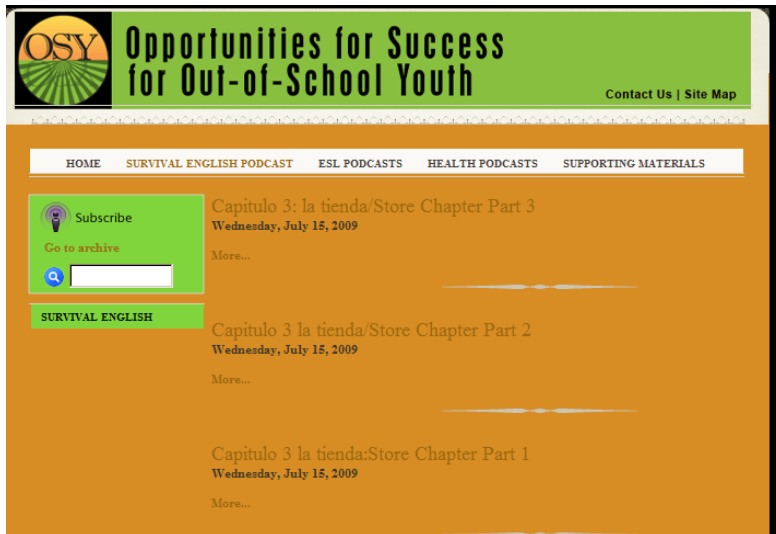 OSY
Opportunities for Success
for Out-of-School Youth
Contact Us | Site Map
HOME SURVIVAL ENGLISH PODCAST ESL PODCASTS HEALTH PODCASTS SUPPORTING MATERIALS
Subscribe
Go to archive
SURVIVAL ENGLISH
Capitulo 3: la tienda/Store Chapter Part 3
Wednesday, July 15, 2009
More...
Capitulo 3 la tienda/Store Chapter Part 2
Wednesday, July 15, 2009
More...
Capitulo 3 la tienda:Store Chapter Part 1
Wednesday, July 15, 2009
More...